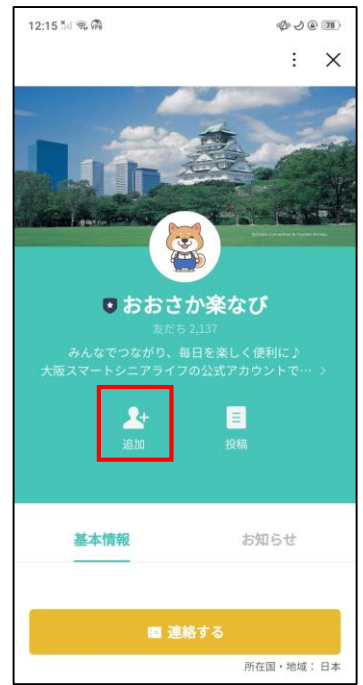 12:15
78
©Osaka Convention & Tourism Bureau
おおさか楽なび
友だち 2,137
みんなでつながり、毎日を楽しく便利に♪
大阪スマートシニアライフの公式アカウントで… >
追加
投稿
基本情報
お知らせ
連絡する
所在国・地域： 日本